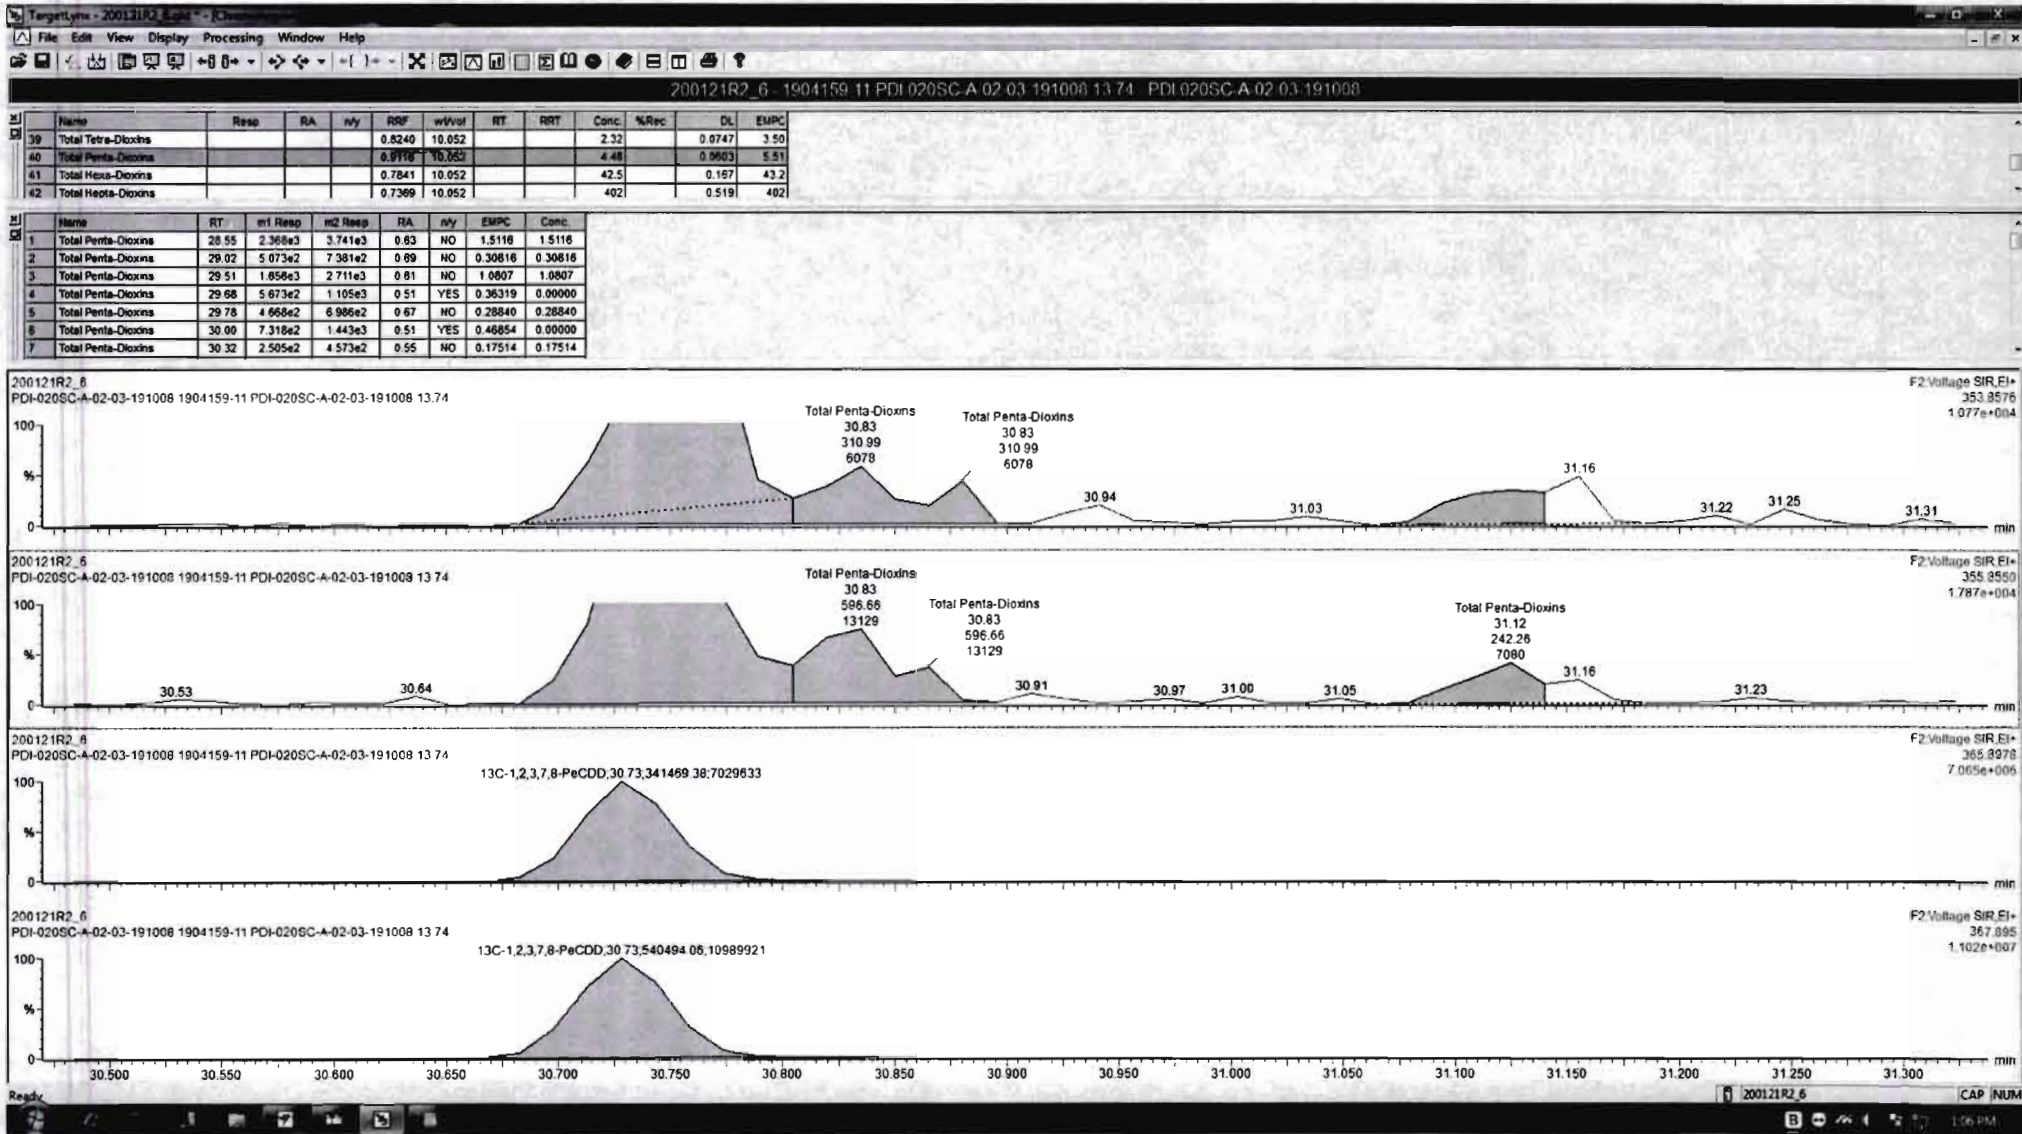 TargetLynx - 200121R2_6.qld * - [Chromatogram]
File Edit View Display Processing Window Help
200121R2_6 - 1904159-11 PDI-020SC-A-02-03-191008 13.74 PDI-020SC-A-02-03-191008
Name Resp RA n/y RRF wt/vol RT RRT Conc. %Rec DL EMPC
39 Total Tetra-Dioxins 0.8240 10.052 2.32 0.0747 3.50
40 Total Penta-Dioxins 0.9116 10.052 4.48 0.0603 5.51
41 Total Hexa-Dioxins 0.7841 10.052 42.5 0.167 43.2
42 Total Hepta-Dioxins 0.7369 10.052 402 0.519 402
Name RT m1 Resp m2 Resp RA n/y EMPC Conc.
1 Total Penta-Dioxins 28.55 2.368e3 3.741e3 0.63 NO 1.5116 1.5116
2 Total Penta-Dioxins 29.02 5.073e2 7.381e2 0.69 NO 0.30816 0.30816
3 Total Penta-Dioxins 29.51 1.656e3 2.711e3 0.61 NO 1.0807 1.0807
4 Total Penta-Dioxins 29.68 5.673e2 1.105e3 0.51 YES 0.36319 0.00000
5 Total Penta-Dioxins 29.78 4.668e2 6.986e2 0.67 NO 0.28840 0.28840
6 Total Penta-Dioxins 30.00 7.318e2 1.443e3 0.51 YES 0.46854 0.00000
7 Total Penta-Dioxins 30.32 2.505e2 4.573e2 0.55 NO 0.17514 0.17514
200121R2_6
PDI-020SC-A-02-03-191008 1904159-11 PDI-020SC-A-02-03-191008 13.74
F2:Voltage SIR,EI+
353.8576
1.077e+004
Total Penta-Dioxins
30.83
310.99
6078
Total Penta-Dioxins
30.83
310.99
6078
30.94
31.03
31.16
31.22
31.25
31.31
100
%
0
min
200121R2_6
PDI-020SC-A-02-03-191008 1904159-11 PDI-020SC-A-02-03-191008 13.74
F2:Voltage SIR,EI+
355.8550
1.787e+004
Total Penta-Dioxins
30.83
596.66
13129
Total Penta-Dioxins
30.83
596.66
13129
Total Penta-Dioxins
31.12
242.26
7080
30.53
30.64
30.91
30.97
31.00
31.05
31.16
31.23
100
%
0
min
200121R2_6
PDI-020SC-A-02-03-191008 1904159-11 PDI-020SC-A-02-03-191008 13.74
F2:Voltage SIR,EI+
365.8978
7.065e+006
13C-1,2,3,7,8-PeCDD,30.73;341469.38;7029633
100
%
0
min
200121R2_6
PDI-020SC-A-02-03-191008 1904159-11 PDI-020SC-A-02-03-191008 13.74
F2:Voltage SIR,EI+
367.895
1.102e+007
13C-1,2,3,7,8-PeCDD,30.73;540494.06;10989921
100
%
0
min
30.500 30.550 30.600 30.650 30.700 30.750 30.800 30.850 30.900 30.950 31.000 31.050 31.100 31.150 31.200 31.250 31.300
Ready
200121R2_6
CAP NUM
1:06 PM